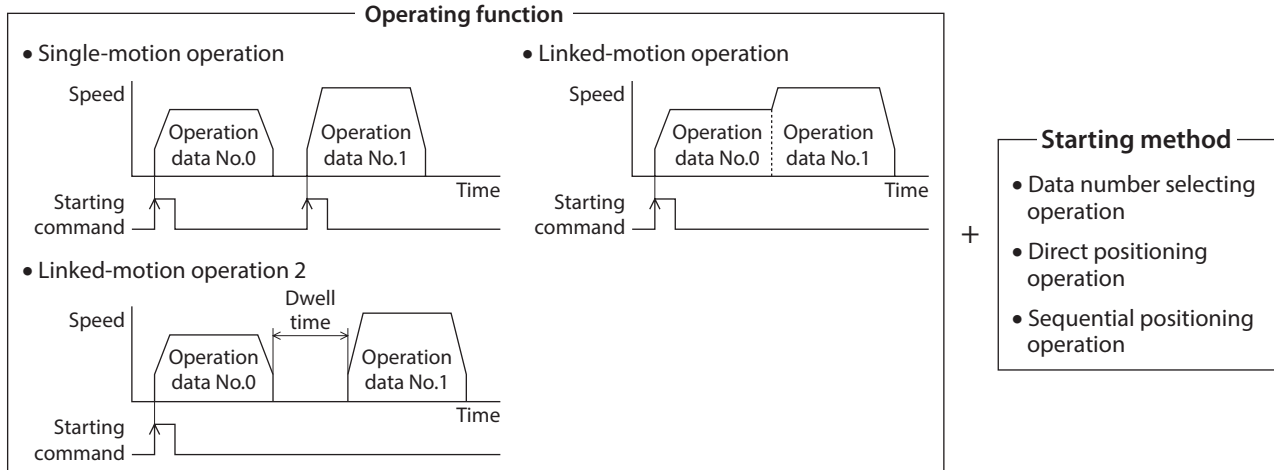 Operating function
• Single-motion operation
Speed
Operation
data No.0
Operation
data No.1
Time
Starting
command
• Linked-motion operation
Speed
Operation
data No.0
Operation
data No.1
Time
Starting
command
• Linked-motion operation 2
Dwell
time
Speed
Operation
data No.0
Operation
data No.1
Time
Starting
command
+
Starting method
• Data number selecting
operation
• Direct positioning
operation
• Sequential positioning
operation